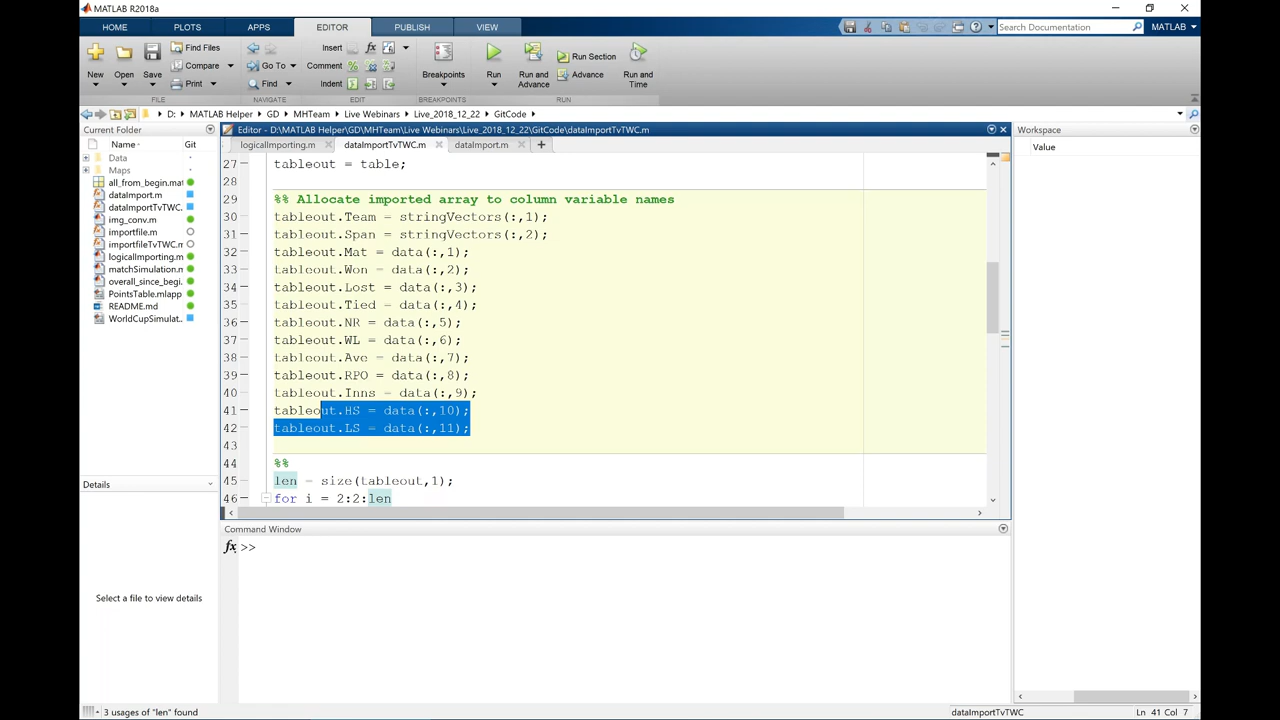 MATLAB R2018a
HOME PLOTS APPS EDITOR PUBLISH VIEW Search Documentation MATLAB
New Open Save Find Files Compare Print Insert Comment Indent Go To Find Breakpoints Run Run and Advance Run Section Advance Run and Time
FILE NAVIGATE EDIT BREAKPOINTS RUN
D: MATLAB Helper GD MHTeam Live Webinars Live_2018_12_22 GitCode
Current Folder
Name Git
Data
Maps
all_from_begin.ma
dataImport.m
dataImportTvTWC.
img_conv.m
importfile.m
importfileTvTWC.m
logicalImporting.m
matchSimulation.m
overall_since_begi.
PointsTable.mlapp
README.md
WorldCupSimulat..
Details
Select a file to view details
Editor - D:\MATLAB Helper\GD\MHTeam\Live Webinars\Live_2018_12_22\GitCode\dataImportTvTWC.m
logicalImporting.m dataImportTvTWC.m dataImport.m
27 tableout = table;
28
29 %% Allocate imported array to column variable names
30 tableout.Team = stringVectors(:,1);
31 tableout.Span = stringVectors(:,2);
32 tableout.Mat = data(:,1);
33 tableout.Won = data(:,2);
34 tableout.Lost = data(:,3);
35 tableout.Tied = data(:,4);
36 tableout.NR = data(:,5);
37 tableout.WL = data(:,6);
38 tableout.Ave = data(:,7);
39 tableout.RPO = data(:,8);
40 tableout.Inns = data(:,9);
41 tableout.HS = data(:,10);
42 tableout.LS = data(:,11);
43
44 %%
45 len = size(tableout,1);
46 for i = 2:2:len
Command Window
fx >>
Workspace
Value
3 usages of "len" found
dataImportTvTWC
Ln 41 Col 7